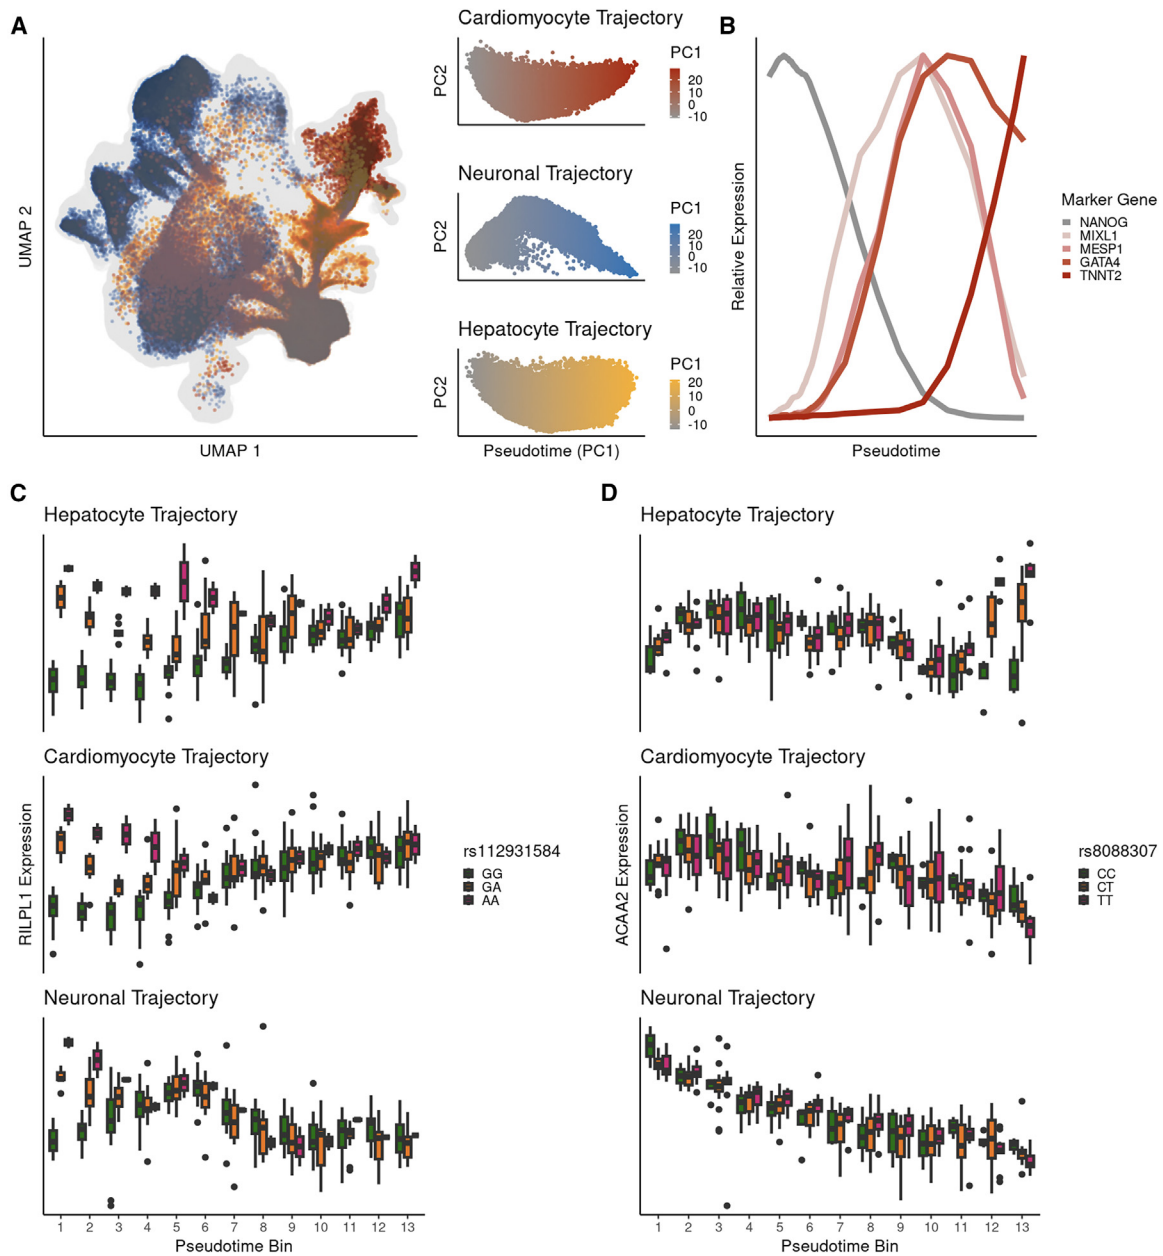 A
UMAP 2
UMAP 1
Cardiomyocyte Trajectory
PC2
PC1
20
10
0
-10
Neuronal Trajectory
PC2
PC1
20
10
0
-10
Hepatocyte Trajectory
PC2
PC1
20
10
0
-10
Pseudotime (PC1)
B
Relative Expression
Pseudotime
Marker Gene
NANOG
MIXL1
MESP1
GATA4
TNNT2
C
Hepatocyte Trajectory
Cardiomyocyte Trajectory
RILPL1 Expression
rs112931584
GG
GA
AA
Neuronal Trajectory
1 2 3 4 5 6 7 8 9 10 11 12 13
Pseudotime Bin
D
Hepatocyte Trajectory
Cardiomyocyte Trajectory
ACAA2 Expression
rs8088307
CC
CT
TT
Neuronal Trajectory
1 2 3 4 5 6 7 8 9 10 11 12 13
Pseudotime Bin